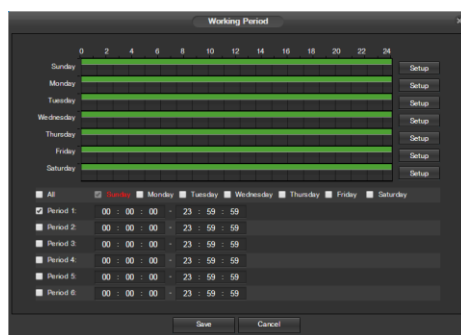 Working Period
0 2 4 6 8 10 12 14 16 18 20 22 24
Sunday Setup
Monday Setup
Tuesday Setup
Wednesday Setup
Thursday Setup
Friday Setup
Saturday Setup
All Sunday Monday Tuesday Wednesday Thursday Friday Saturday
Period 1: 00 : 00 : 00 - 23 : 59 : 59
Period 2: 00 : 00 : 00 - 23 : 59 : 59
Period 3: 00 : 00 : 00 - 23 : 59 : 59
Period 4: 00 : 00 : 00 - 23 : 59 : 59
Period 5: 00 : 00 : 00 - 23 : 59 : 59
Period 6: 00 : 00 : 00 - 23 : 59 : 59
Save Cancel